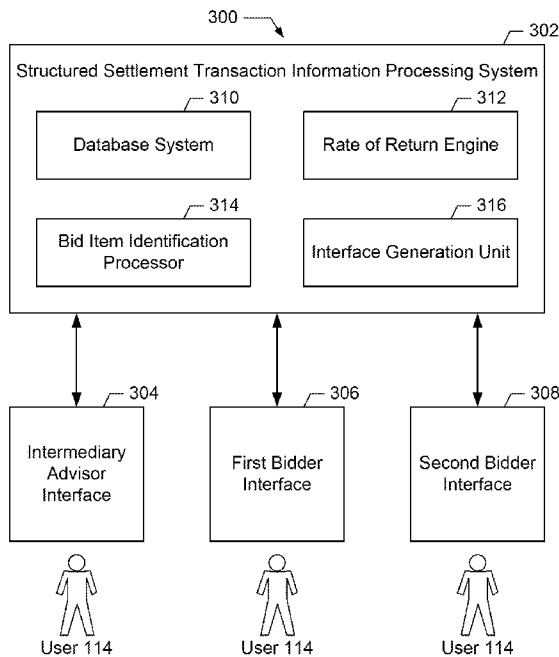 300
302
Structured Settlement Transaction Information Processing System
310
312
Database System
Rate of Return Engine
314
316
Bid Item Identification
Processor
Interface Generation Unit
304
306
308
Intermediary
Advisor
Interface
First Bidder
Interface
Second Bidder
Interface
User 114
User 114
User 114